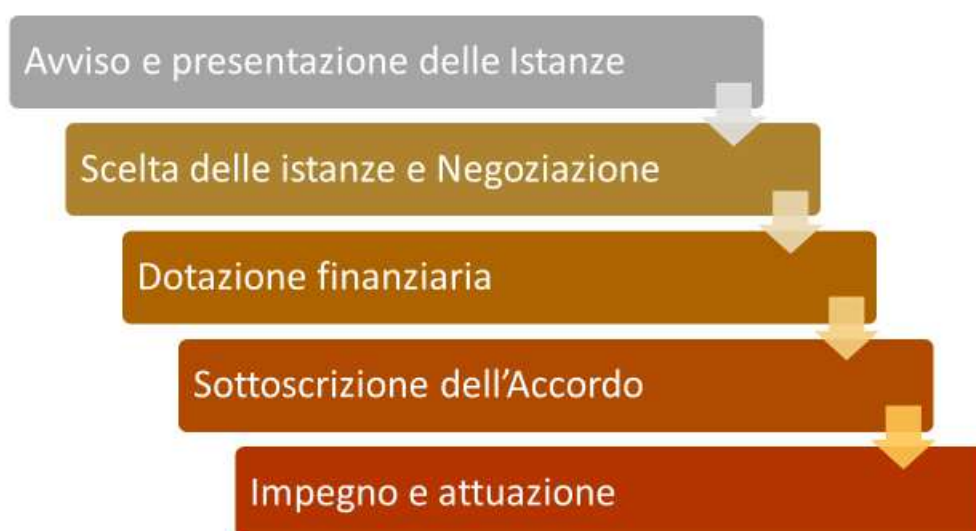 Avviso e presentazione delle Istanze
Scelta delle istanze e Negoziazione
Dotazione finanziaria
Sottoscrizione dell’Accordo
Impegno e attuazione